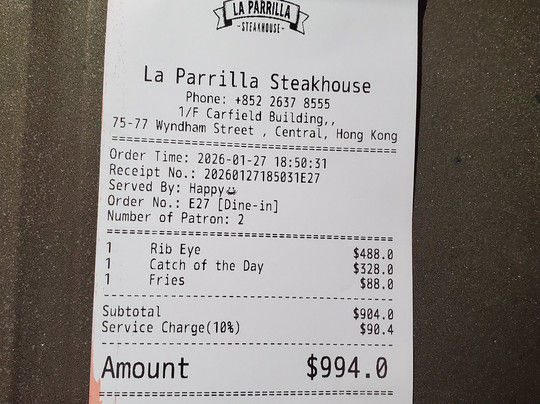 LA PARRILLA
-STEAKHOUSE-
La Parrilla Steakhouse
Phone: +852 2637 8555
1/F Carfield Building,,
75-77 Wyndham Street , Central, Hong Kong
==========================================
Order Time: 2026-01-27 18:50:31
Receipt No.: 20260127185031E27
Served By: Happy😀
Order No.: E27 [Dine-in]
Number of Patron: 2
==========================================
1 Rib Eye $488.0
1 Catch of the Day $328.0
1 Fries $88.0
------------------------------------------
Subtotal $904.0
Service Charge(10%) $90.4
------------------------------------------
Amount $994.0
==========================================